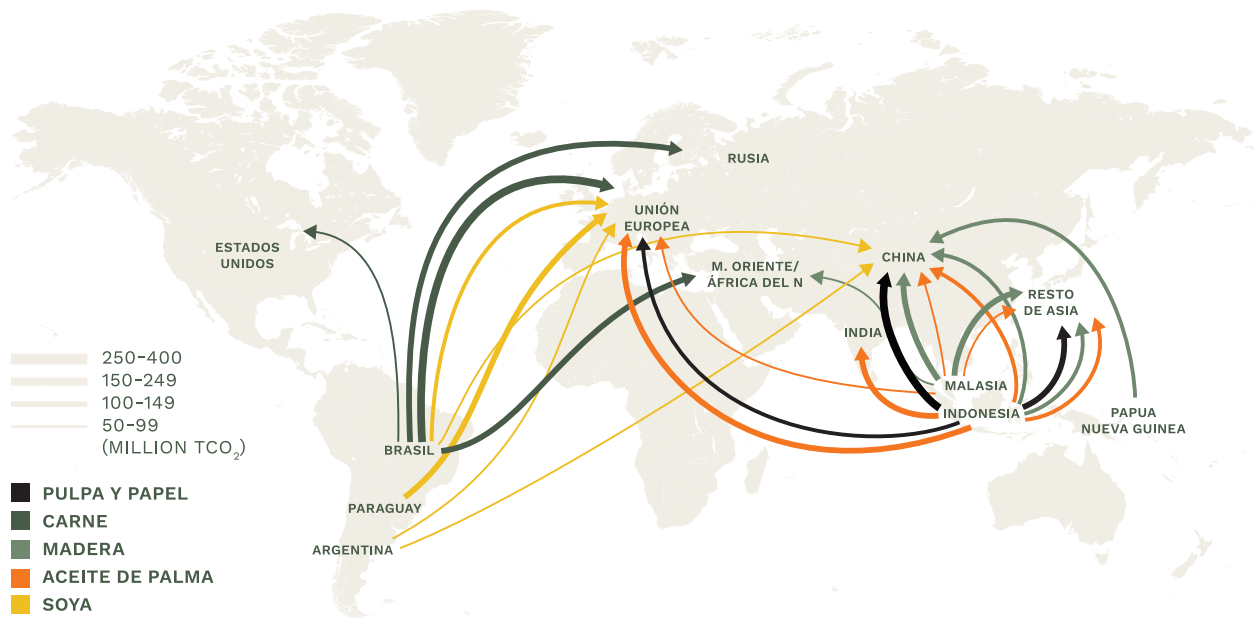 RUSIA
UNIÓN
EUROPEA
ESTADOS
UNIDOS
CHINA
M. ORIENTE/
ÁFRICA DEL N
RESTO
DE ASIA
INDIA
MALASIA
INDONESIA
PAPUA
NUEVA GUINEA
BRASIL
PARAGUAY
ARGENTINA
250-400
150-249
100-149
50-99
(MILLION TCO₂)
PULPA Y PAPEL
CARNE
MADERA
ACEITE DE PALMA
SOYA